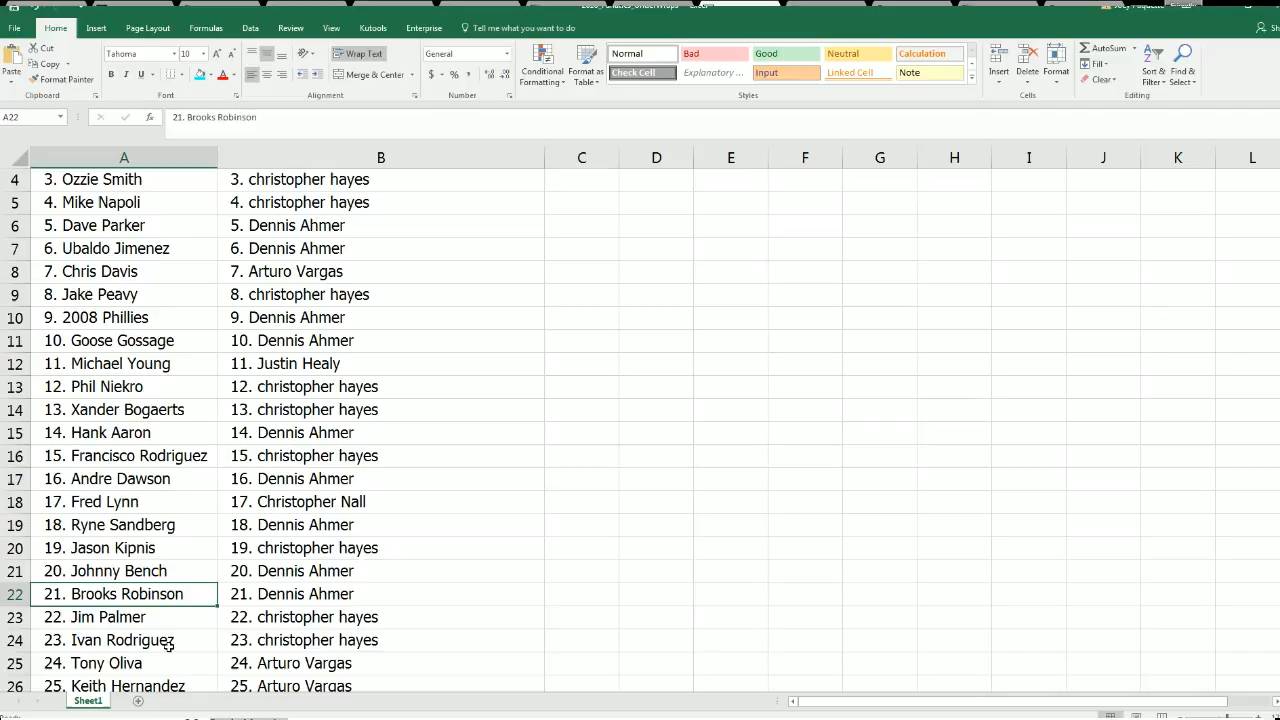 File Home Insert Page Layout Formulas Data Review View Kutools Enterprise Tell me what you want to do
Cut
Copy
Format Painter
Paste
Clipboard
Tahoma 10
Font
Wrap Text
Merge & Center
Alignment
General
Number
Conditional Formatting
Format as Table
Normal Bad Good Neutral Calculation
Check Cell Explanatory ... Input Linked Cell Note
Styles
Insert Delete Format
Cells
AutoSum
Fill
Clear
Sort & Filter
Find & Select
Editing
A22 fx 21. Brooks Robinson
A B C D E F G H I J K L
4 3. Ozzie Smith 3. christopher hayes
5 4. Mike Napoli 4. christopher hayes
6 5. Dave Parker 5. Dennis Ahmer
7 6. Ubaldo Jimenez 6. Dennis Ahmer
8 7. Chris Davis 7. Arturo Vargas
9 8. Jake Peavy 8. christopher hayes
10 9. 2008 Phillies 9. Dennis Ahmer
11 10. Goose Gossage 10. Dennis Ahmer
12 11. Michael Young 11. Justin Healy
13 12. Phil Niekro 12. christopher hayes
14 13. Xander Bogaerts 13. christopher hayes
15 14. Hank Aaron 14. Dennis Ahmer
16 15. Francisco Rodriguez 15. christopher hayes
17 16. Andre Dawson 16. Dennis Ahmer
18 17. Fred Lynn 17. Christopher Nall
19 18. Ryne Sandberg 18. Dennis Ahmer
20 19. Jason Kipnis 19. christopher hayes
21 20. Johnny Bench 20. Dennis Ahmer
22 21. Brooks Robinson 21. Dennis Ahmer
23 22. Jim Palmer 22. christopher hayes
24 23. Ivan Rodriguez 23. christopher hayes
25 24. Tony Oliva 24. Arturo Vargas
26 25. Keith Hernandez 25. Arturo Vargas
Sheet1